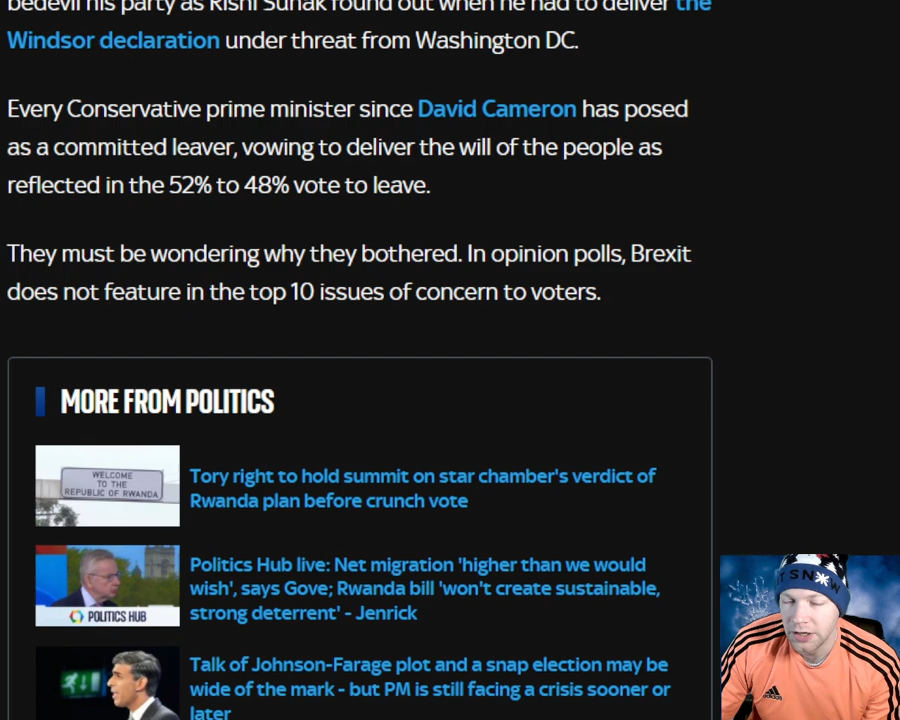 bedevil his party as Rishi Sunak found out when he had to deliver the
Windsor declaration under threat from Washington DC.
Every Conservative prime minister since David Cameron has posed
as a committed leaver, vowing to deliver the will of the people as
reflected in the 52% to 48% vote to leave.
They must be wondering why they bothered. In opinion polls, Brexit
does not feature in the top 10 issues of concern to voters.
MORE FROM POLITICS
WELCOME
TO THE
REPUBLIC OF RWANDA
Tory right to hold summit on star chamber's verdict of
Rwanda plan before crunch vote
POLITICS HUB
Politics Hub live: Net migration 'higher than we would
wish', says Gove; Rwanda bill 'won't create sustainable,
strong deterrent' - Jenrick
Talk of Johnson-Farage plot and a snap election may be
wide of the mark - but PM is still facing a crisis sooner or
later
T SNOW
adidas